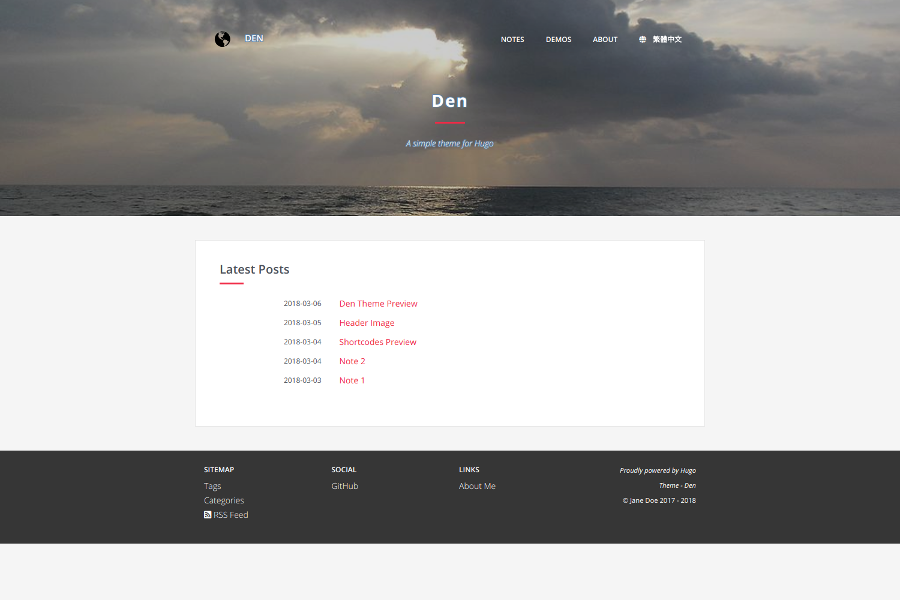 DEN
NOTES DEMOS ABOUT 繁體中文
Den
A simple theme for Hugo
Latest Posts
2018-03-06 Den Theme Preview
2018-03-05 Header Image
2018-03-04 Shortcodes Preview
2018-03-04 Note 2
2018-03-03 Note 1
SITEMAP
Tags
Categories
RSS Feed
SOCIAL
GitHub
LINKS
About Me
Proudly powered by Hugo
Theme - Den
© Jane Doe 2017 - 2018